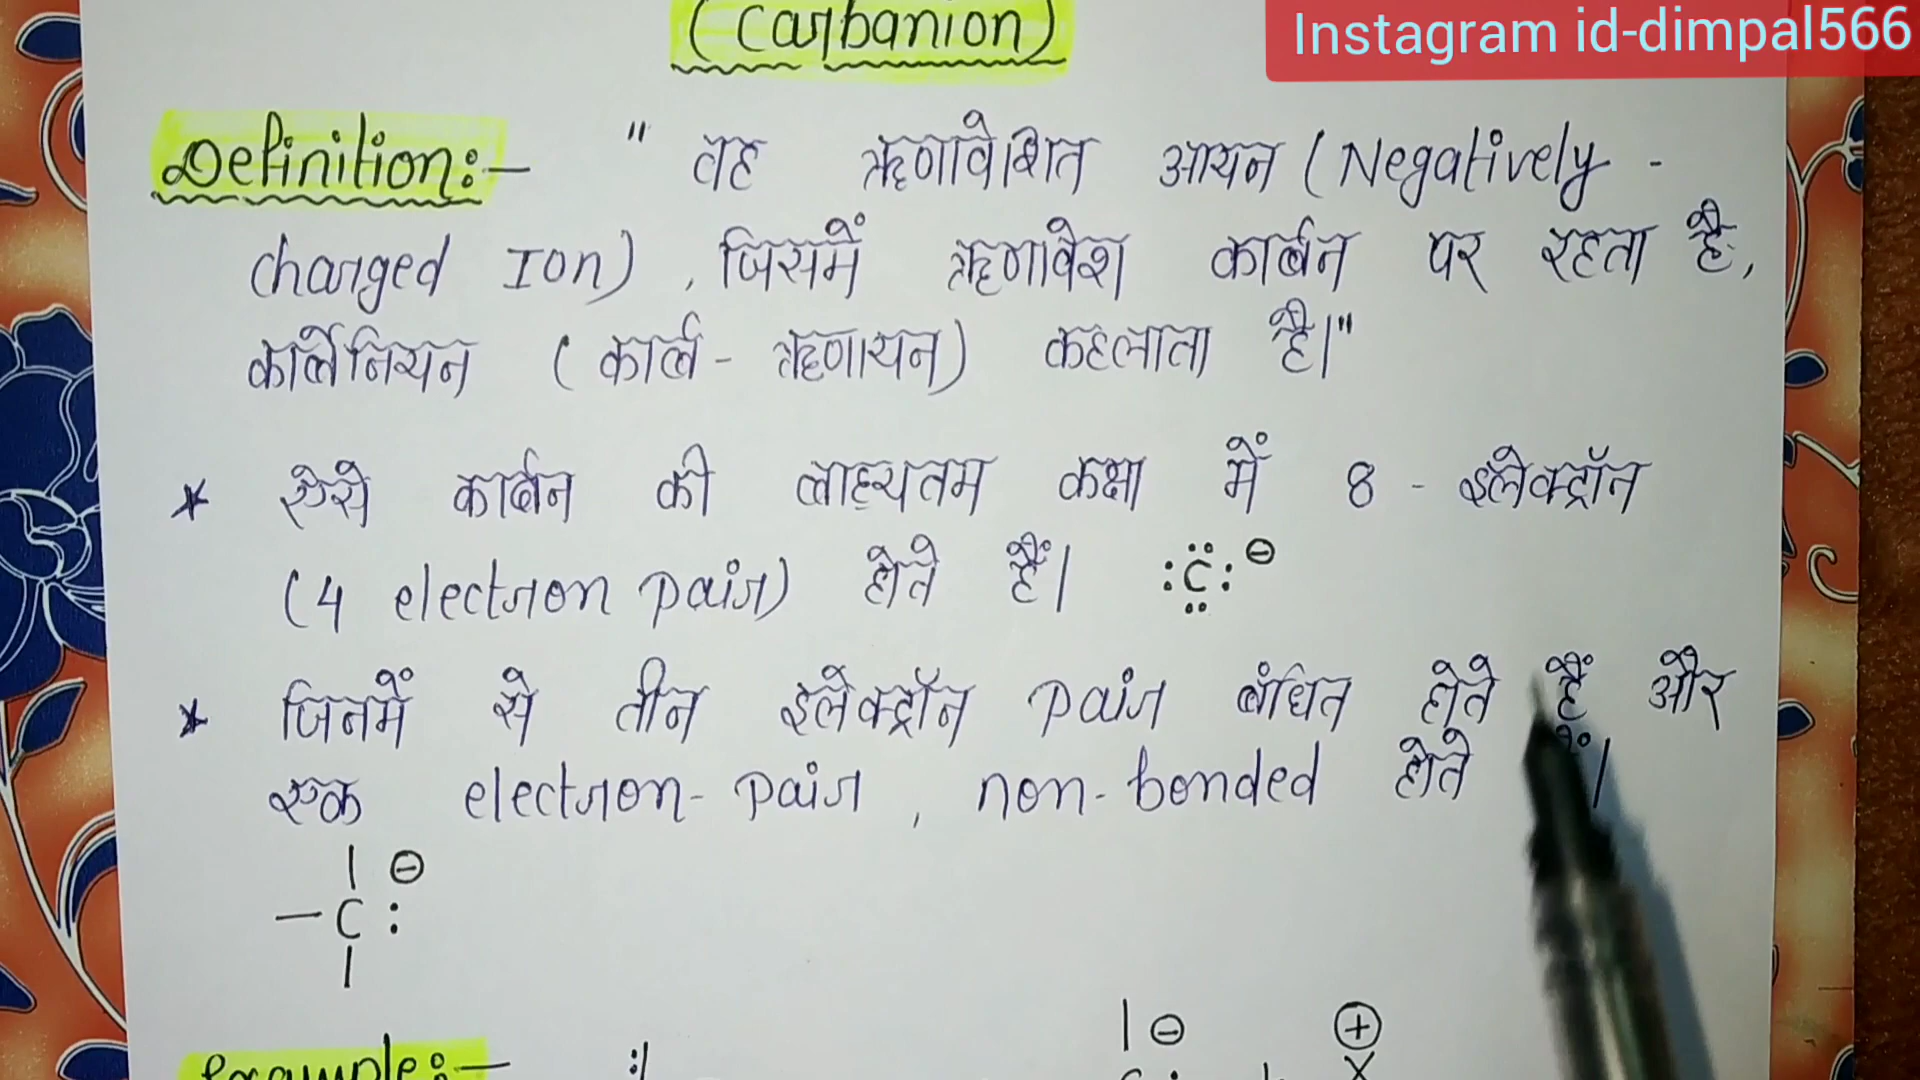 (Carbanion)
Instagram id-dimpal566
Definition:- " वह ऋणावेशित आयन (Negatively -
charged Ion) , जिसमें ऋणावेश कार्बन पर रहता है,
कार्बेनियन ( कार्ब - ऋणायन) कहलाता है।"
* ऐसे कार्बन की बाह्यतम कक्षा में 8 - इलेक्ट्रॉन
(4 electron pair) होते हैं। :C: ⊖
* जिनमें से तीन इलेक्ट्रॉन pair बंधित होते हैं और
एक electron-pair , non-bonded होते हैं।
⊖
— C :
⊖ ⊕
Example:-